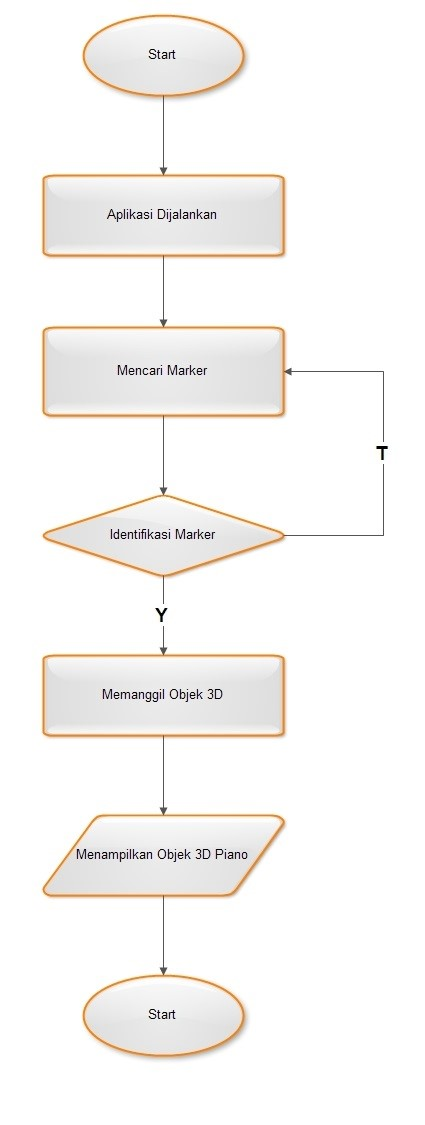 Start
Aplikasi Dijalankan
Mencari Marker
T
Identifikasi Marker
Y
Memanggil Objek 3D
Menampilkan Objek 3D Piano
Start